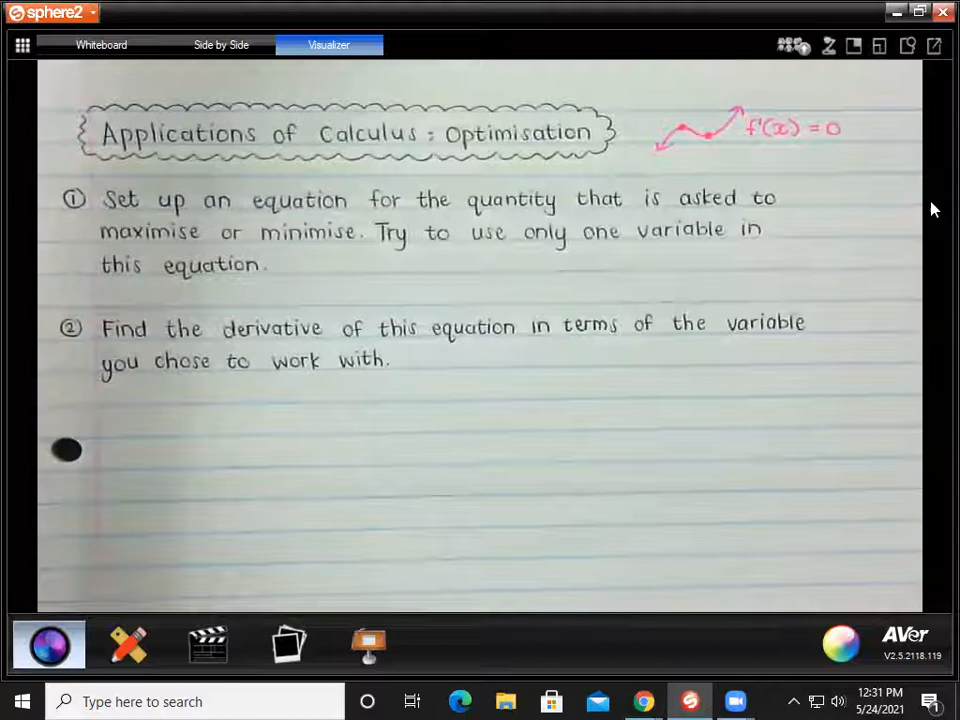 sphere2
Whiteboard
Side by Side
Visualizer
Applications of Calculus : Optimisation
f'(x) = 0
① Set up an equation for the quantity that is asked to
maximise or minimise. Try to use only one variable in
this equation.
② Find the derivative of this equation in terms of the variable
you chose to work with.
AVer
V2.5.2118.119
Type here to search
12:31 PM
5/24/2021
1